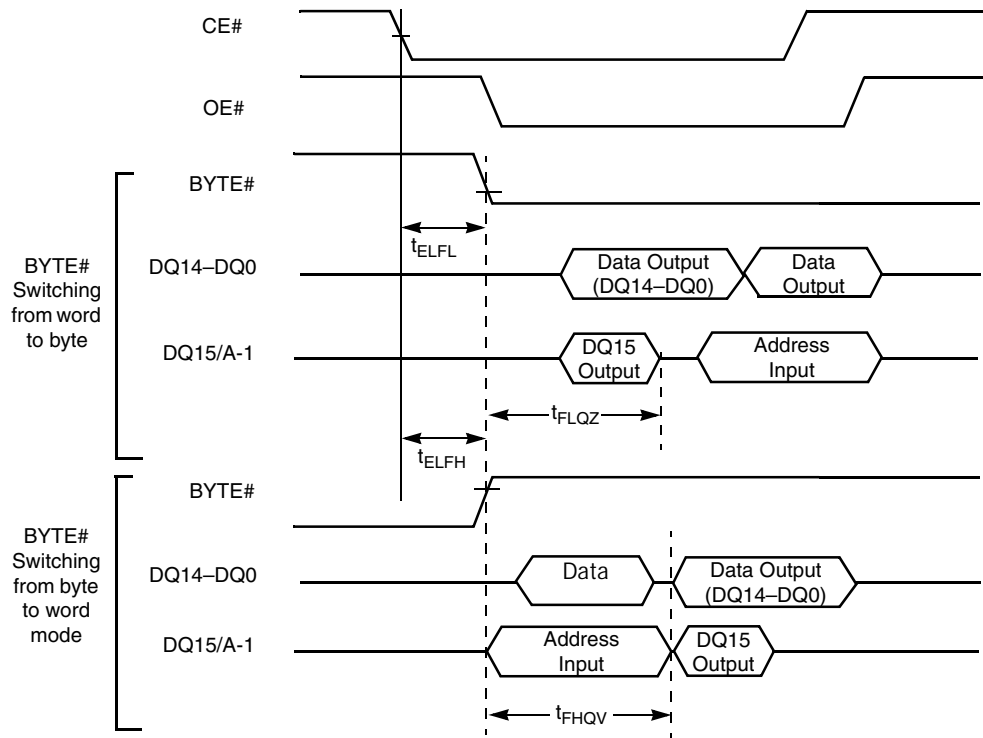 CE#
OE#
BYTE#
tELFL
BYTE#
Switching
from word
to byte
DQ14–DQ0
Data Output
(DQ14–DQ0)
Data
Output
DQ15/A-1
DQ15
Output
Address
Input
tFLQZ
tELFH
BYTE#
BYTE#
Switching
from byte
to word
mode
DQ14–DQ0
Data
Data Output
(DQ14–DQ0)
DQ15/A-1
Address
Input
DQ15
Output
tFHQV